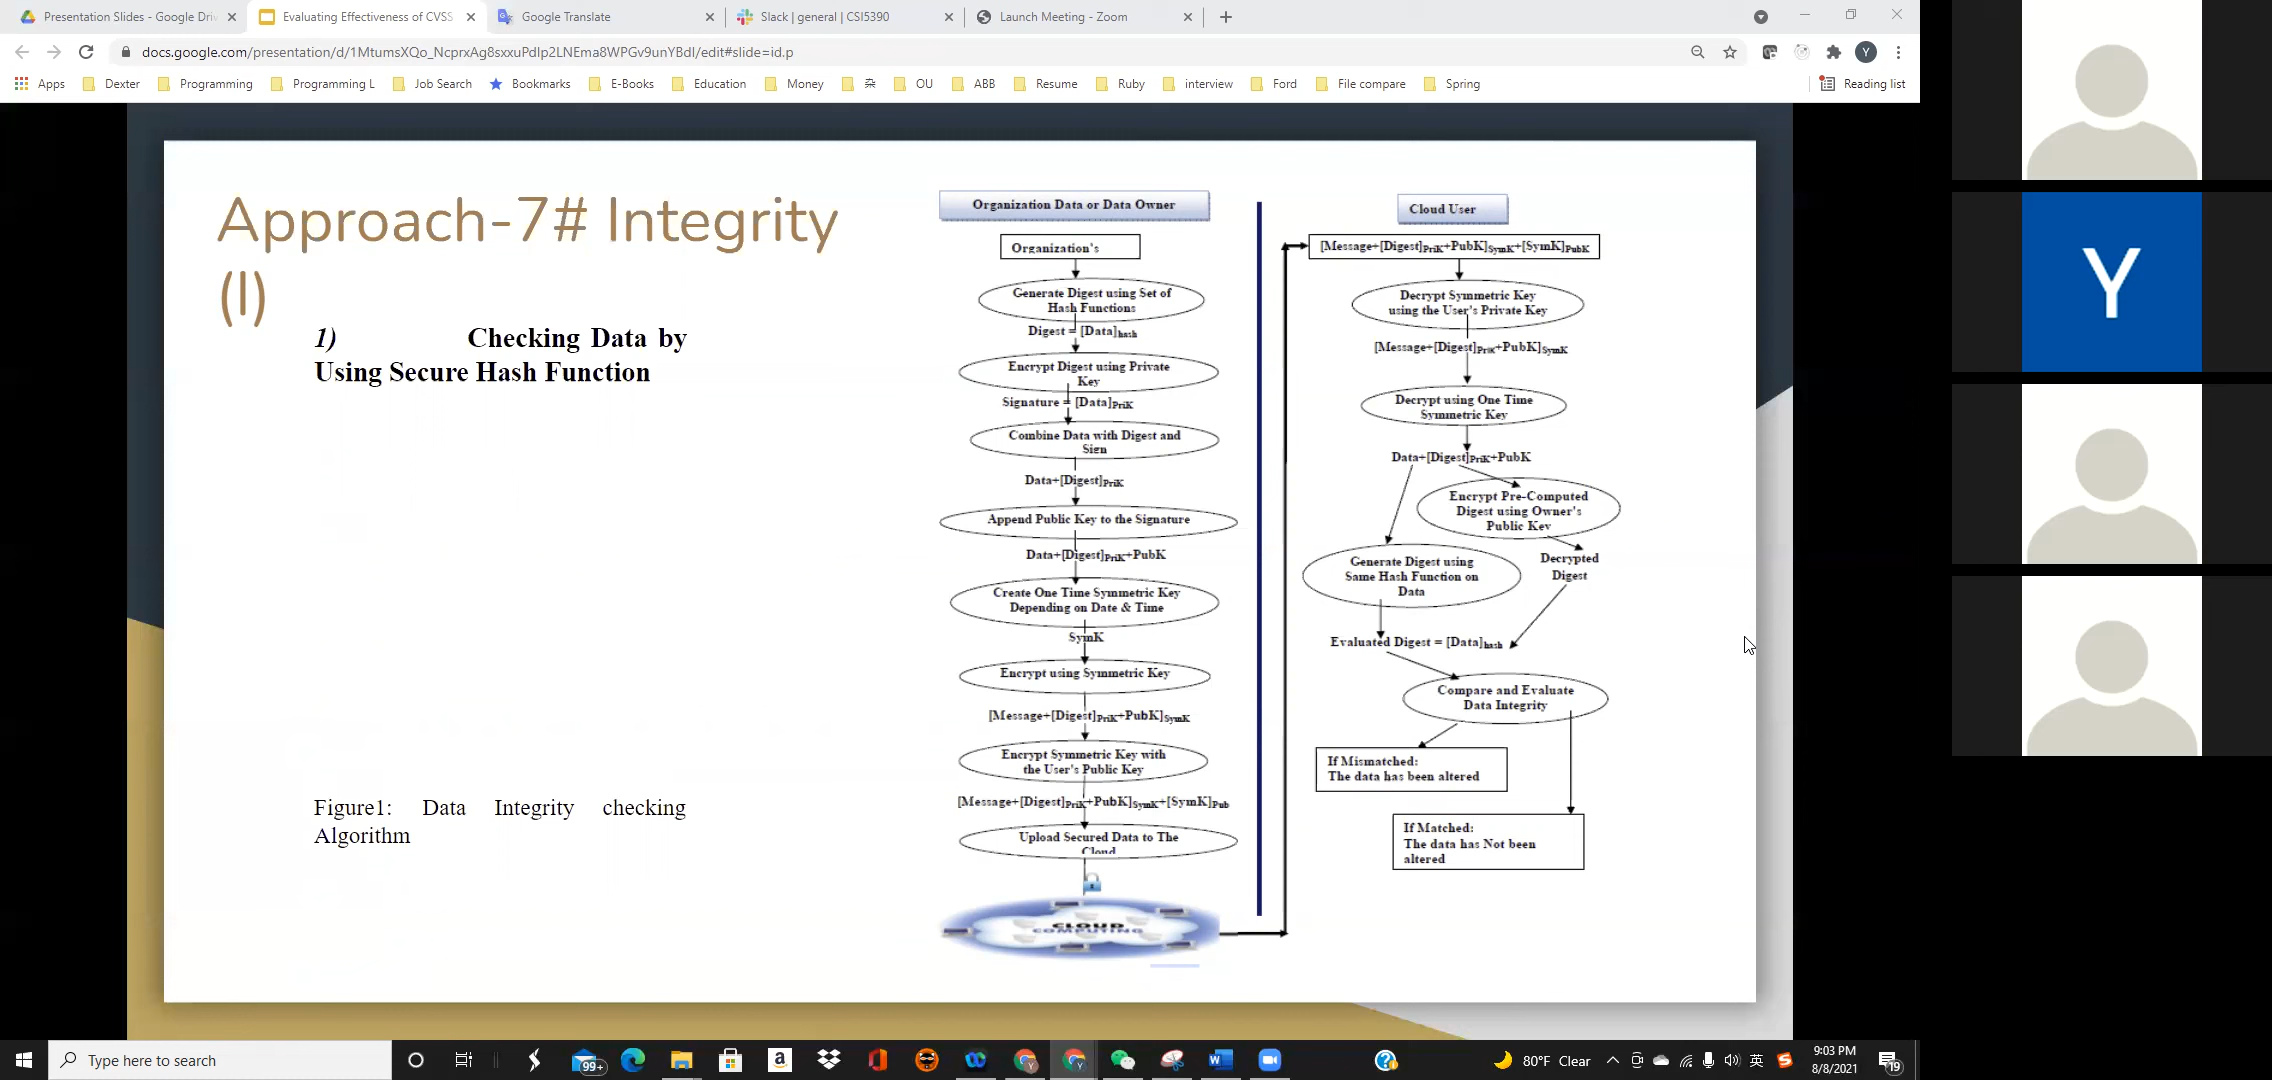 Presentation Slides - Google Driv
Evaluating Effectiveness of CVSS
Google Translate
Slack | general | CSI5390
Launch Meeting - Zoom
docs.google.com/presentation/d/1MtumsXQo_NcprxAg8sxxuPdlp2LNEma8WPGv9unYBdI/edit#slide=id.p
Y
Apps
Dexter
Programming
Programming L
Job Search
Bookmarks
E-Books
Education
Money
杂
OU
ABB
Resume
Ruby
interview
Ford
File compare
Spring
Reading list
Approach-7# Integrity
(I)
1) Checking Data by
Using Secure Hash Function
Figure1: Data Integrity checking
Algorithm
Organization Data or Data Owner
Organization's
Generate Digest using Set of
Hash Functions
Digest = [Data]hash
Encrypt Digest using Private
Key
Signature = [Data]PriK
Combine Data with Digest and
Sign
Data+[Digest]PriK
Append Public Key to the Signature
Data+[Digest]PriK+PubK
Create One Time Symmetric Key
Depending on Date & Time
SymK
Encrypt using Symmetric Key
[Message+[Digest]PriK+PubK]SymK
Encrypt Symmetric Key with
the User's Public Key
[Message+[Digest]PriK+PubK]SymK+[SymK]Pub
Upload Secured Data to The
Cloud
CLOUD
COMPUTING
Cloud User
[Message+[Digest]PriK+PubK]SymK+[SymK]PubK
Decrypt Symmetric Key
using the User's Private Key
[Message+[Digest]PriK+PubK]SymK
Decrypt using One Time
Symmetric Key
Data+[Digest]PriK+PubK
Encrypt Pre-Computed
Digest using Owner's
Public Key
Generate Digest using
Same Hash Function on
Data
Decrypted
Digest
Evaluated Digest = [Data]hash
Compare and Evaluate
Data Integrity
If Mismatched:
The data has been altered
If Matched:
The data has Not been
altered
Y
Type here to search
99+
80°F Clear
英
9:03 PM
8/8/2021
19